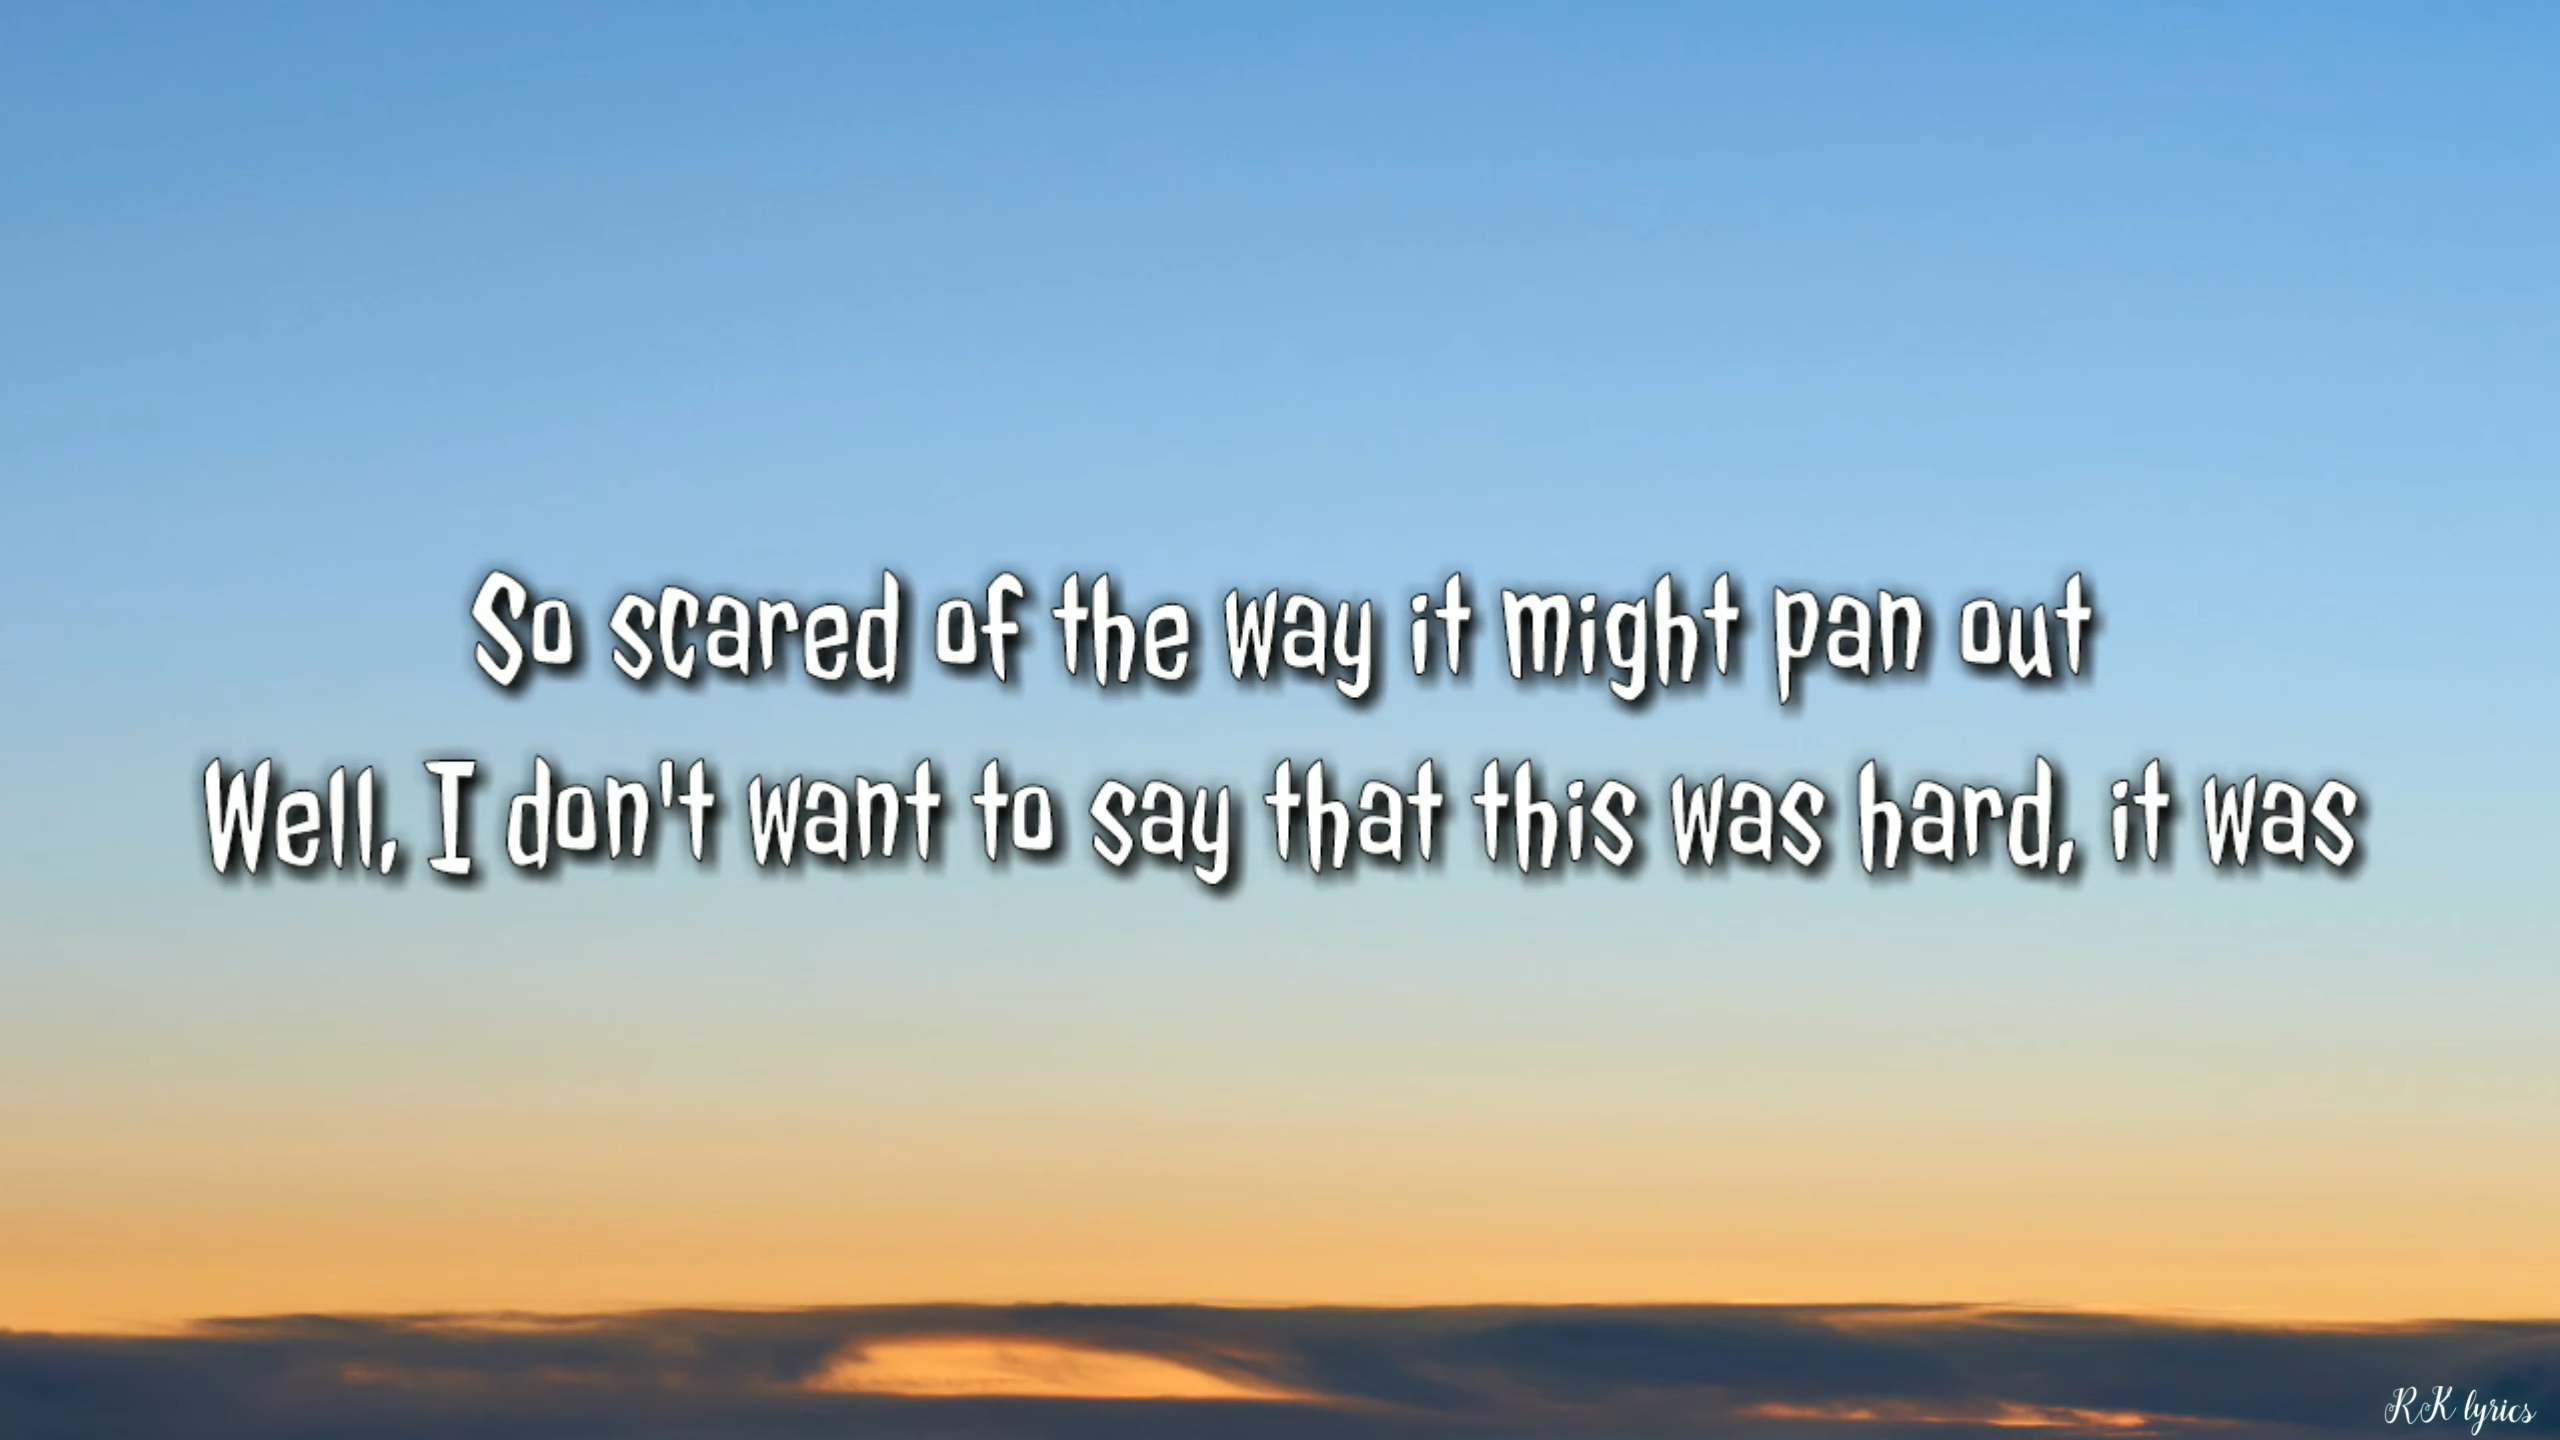 So scared of the way it might pan out
Well, I don't want to say that this was hard, it was
RK lyrics